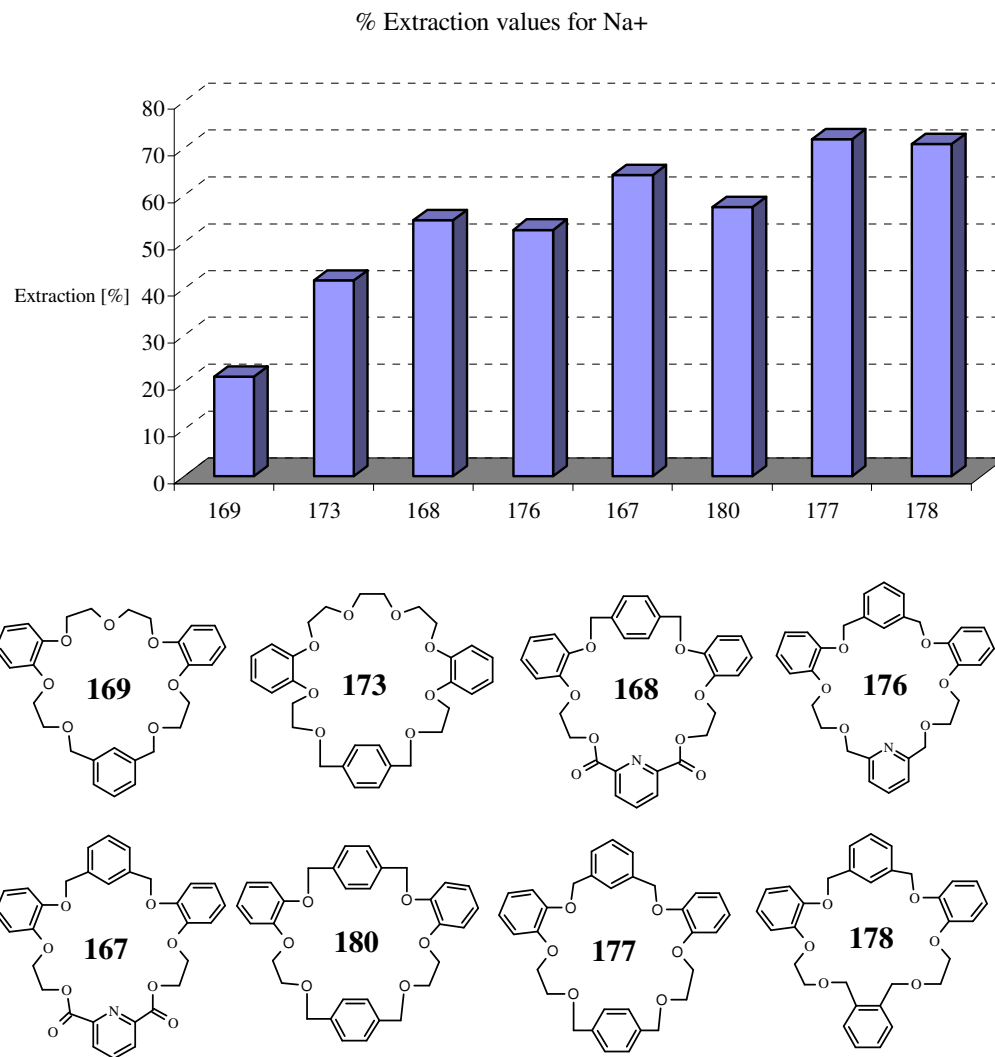 % Extraction values for Na+
80
70
60
50
Extraction [%] 40
30
20
10
0
169 173 168 176 167 180 177 178
O O O O O O O
169
O O O O O O O O
173
O O O O O O O O N
168
O O O O O O N
176
O O O O O O O O N
167
O O O O O O
180
O O O O O O
177
O O O O O O
178